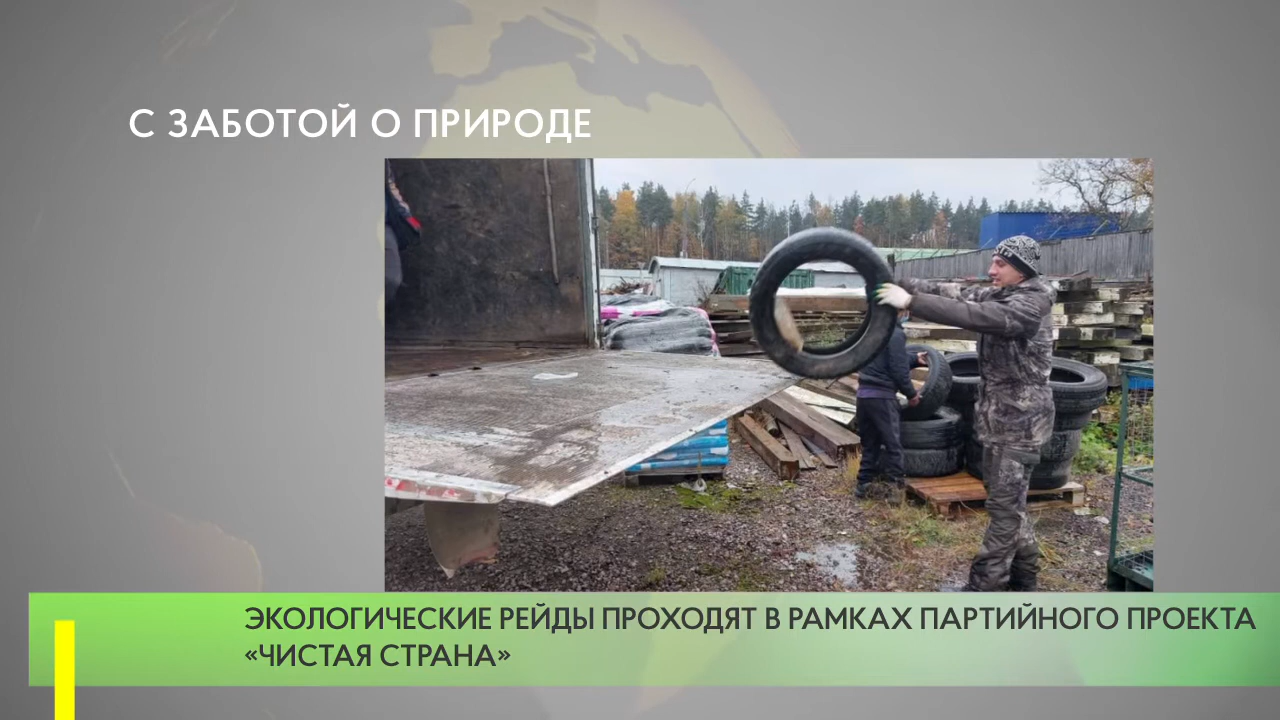 С ЗАБОТОЙ О ПРИРОДЕ
ЭКОЛОГИЧЕСКИЕ РЕЙДЫ ПРОХОДЯТ В РАМКАХ ПАРТИЙНОГО ПРОЕКТА
«ЧИСТАЯ СТРАНА»